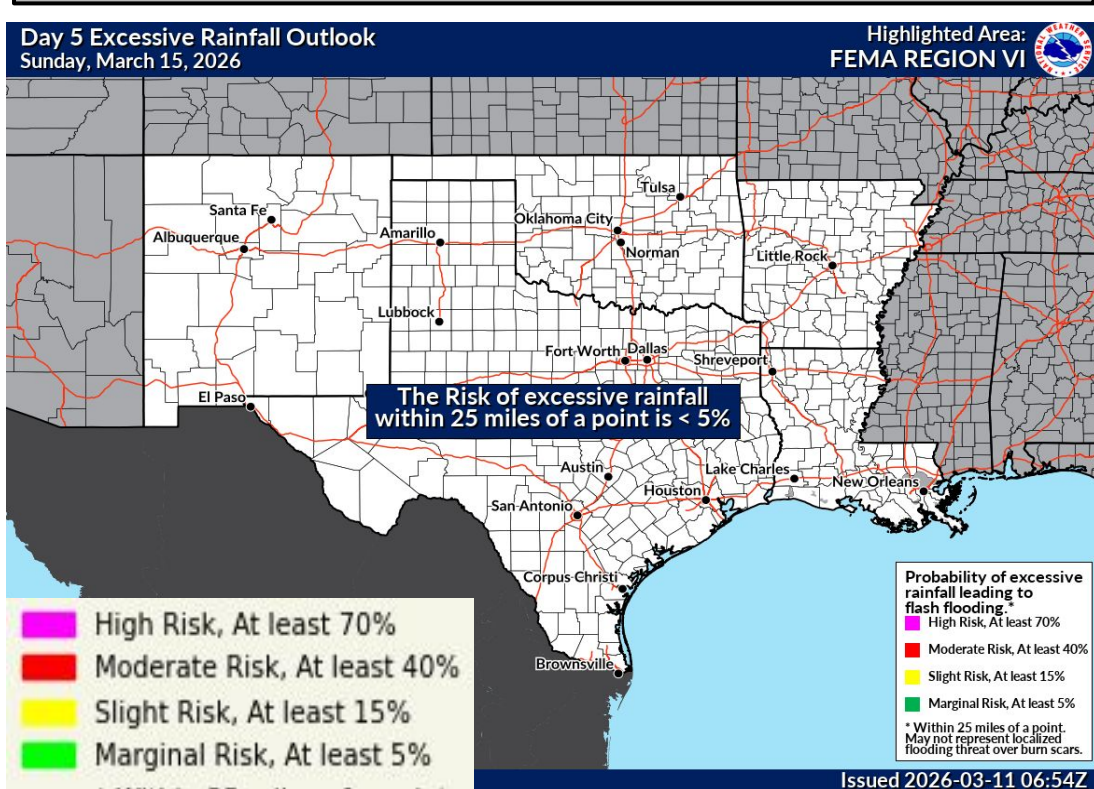 Day 5 Excessive Rainfall Outlook
Sunday, March 15, 2026
Highlighted Area:
FEMA REGION VI
NATIONAL WEATHER SERVICE
Tulsa
Santa Fe
Oklahoma City
Albuquerque
Amarillo
Norman
Little Rock
Lubbock
Fort Worth
Dallas
Shreveport
El Paso
The Risk of excessive rainfall
within 25 miles of a point is < 5%
Austin
Lake Charles
New Orleans
Houston
San Antonio
Corpus Christi
Brownsville
High Risk, At least 70%
Moderate Risk, At least 40%
Slight Risk, At least 15%
Marginal Risk, At least 5%
Probability of excessive
rainfall leading to
flash flooding.*
High Risk, At least 70%
Moderate Risk, At least 40%
Slight Risk, At least 15%
Marginal Risk, At least 5%
* Within 25 miles of a point.
May not represent localized
flooding threat over burn scars.
Issued 2026-03-11 06:54Z